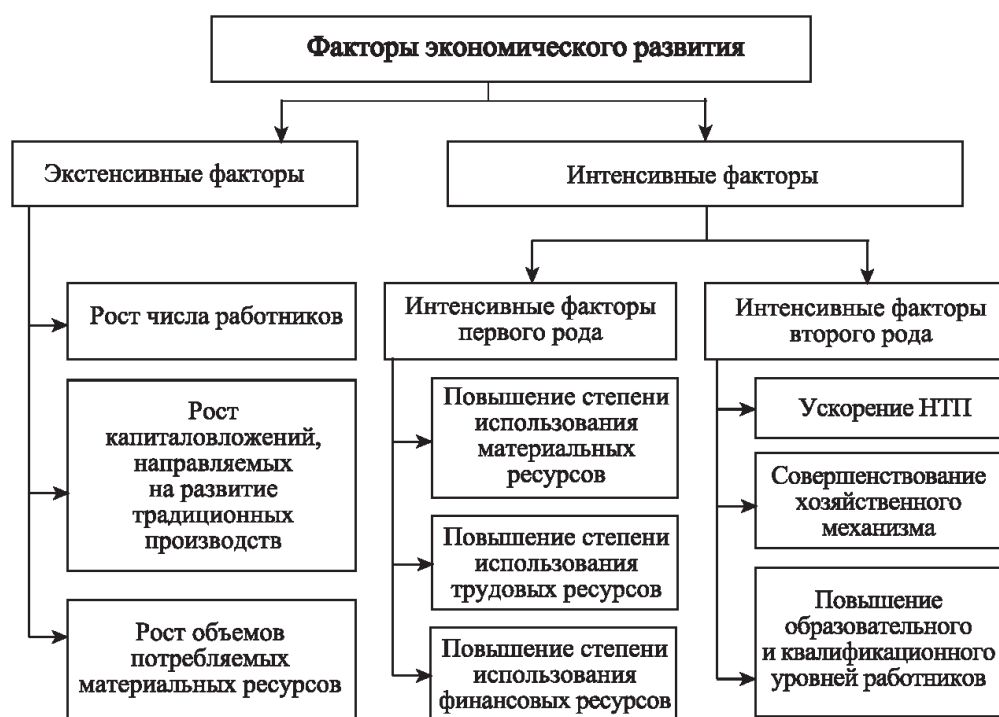 Факторы экономического развития
Экстенсивные факторы
Интенсивные факторы
Рост числа работников
Рост
капиталовложений,
направляемых
на развитие
традиционных
производств
Рост объемов
потребляемых
материальных ресурсов
Интенсивные факторы
первого рода
Повышение степени
использования
материальных
ресурсов
Повышение степени
использования
трудовых ресурсов
Повышение степени
использования
финансовых ресурсов
Интенсивные факторы
второго рода
Ускорение НТП
Совершенствование
хозяйственного
механизма
Повышение
образовательного
и квалификационного
уровней работников